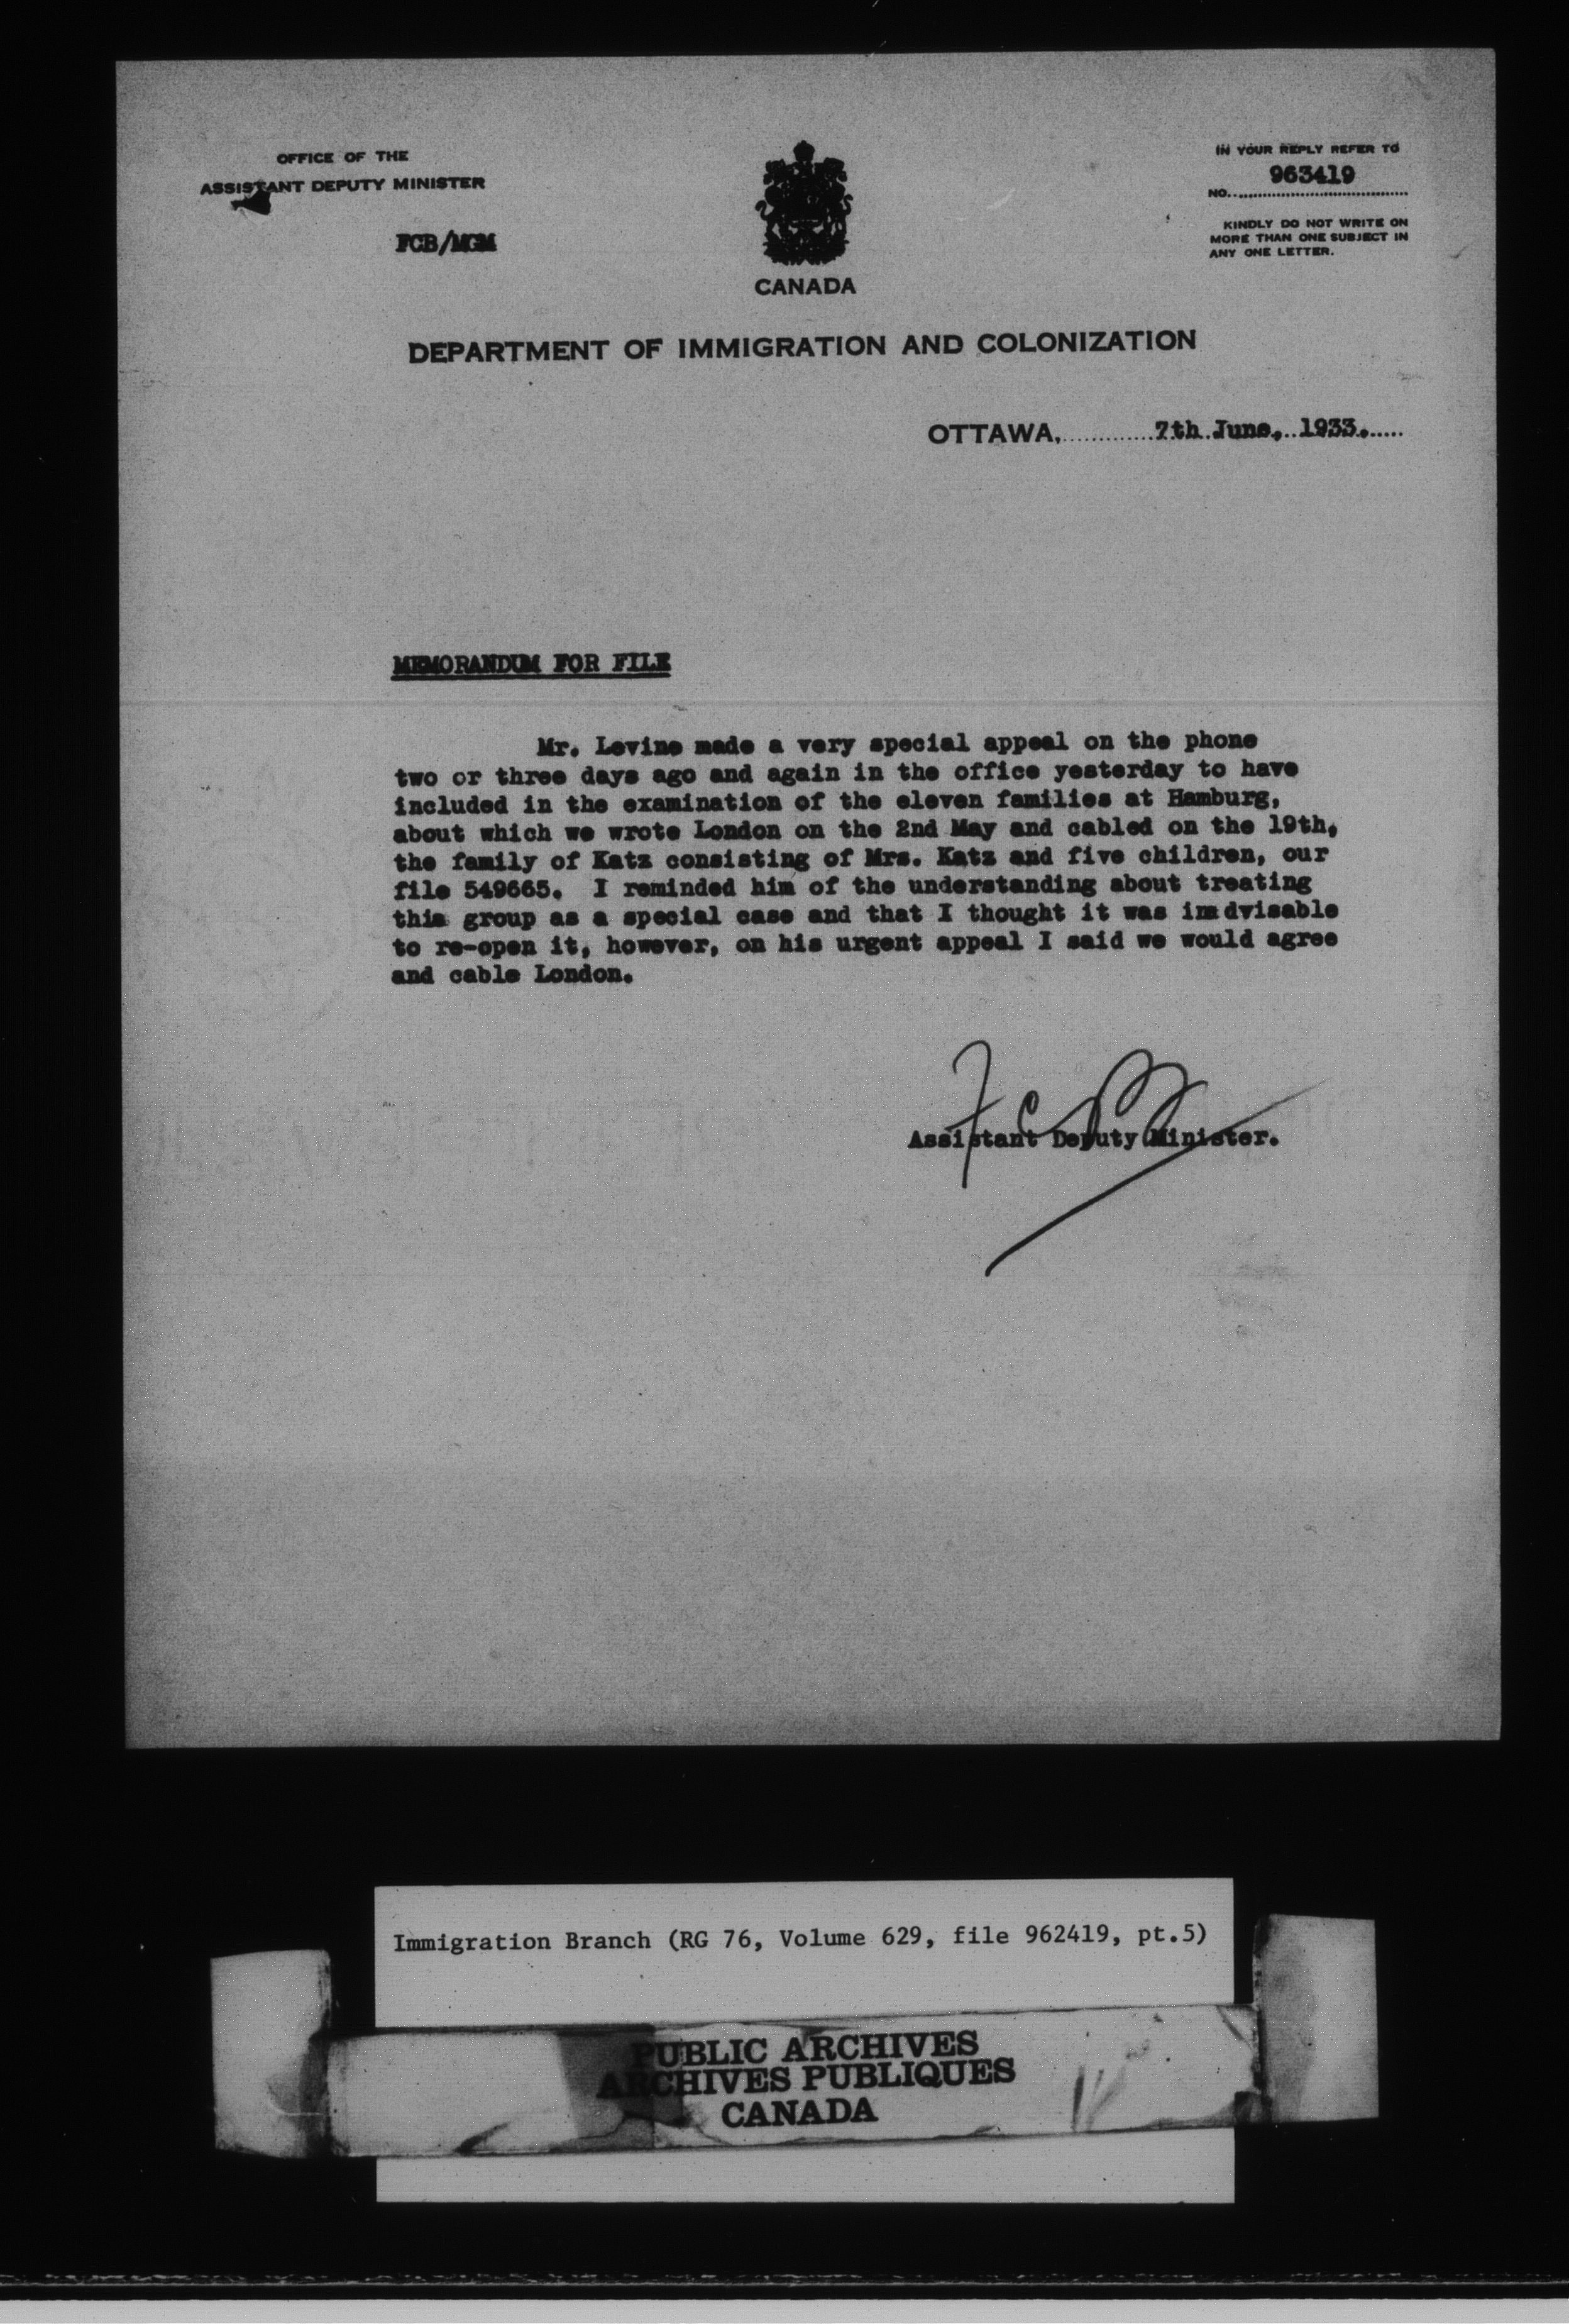 OFFICE OF THE
ASSISTANT DEPUTY MINISTER
FCB/MGM
CANADA
IN YOUR REPLY REFER TO
963419
NO.
KINDLY DO NOT WRITE ON
MORE THAN ONE SUBJECT IN
ANY ONE LETTER.
DEPARTMENT OF IMMIGRATION AND COLONIZATION
OTTAWA, 7th June, 1933.
MEMORANDUM FOR FILE
Mr. Levine made a very special appeal on the phone
two or three days ago and again in the office yesterday to have
included in the examination of the eleven families at Hamburg,
about which we wrote London on the 2nd May and cabled on the 19th,
the family of Katz consisting of Mrs. Katz and five children, our
file 549665. I reminded him of the understanding about treating
this group as a special case and that I thought it was inadvisable
to re-open it, however, on his urgent appeal I said we would agree
and cable London.
Assistant Deputy Minister.
Immigration Branch (RG 76, Volume 629, file 962419, pt.5)
PUBLIC ARCHIVES
ARCHIVES PUBLIQUES
CANADA